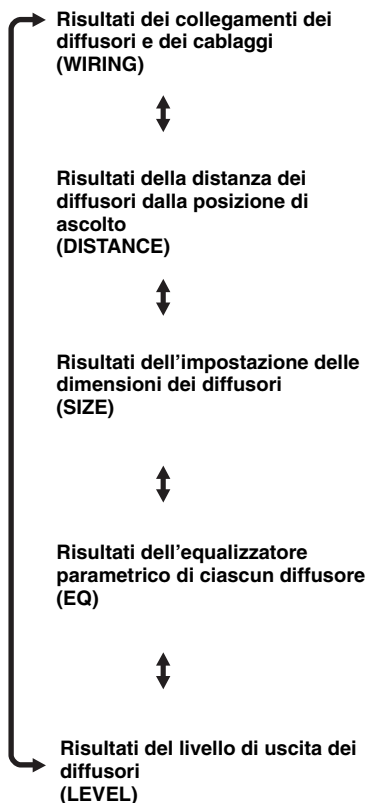 Risultati dei collegamenti dei
diffusori e dei cablaggi
(WIRING)
Risultati della distanza dei
diffusori dalla posizione di
ascolto
(DISTANCE)
Risultati dell'impostazione delle
dimensioni dei diffusori
(SIZE)
Risultati dell'equalizzatore
parametrico di ciascun diffusore
(EQ)
Risultati del livello di uscita dei
diffusori
(LEVEL)